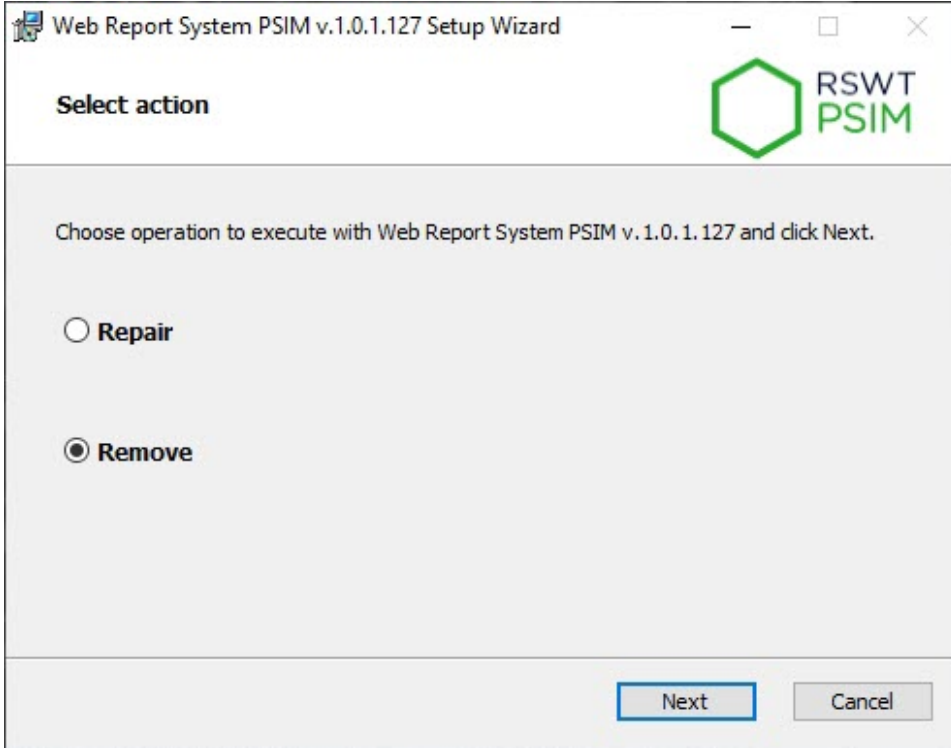 Web Report System PSIM v.1.0.1.127 Setup Wizard
Select action
RSWT
PSIM
Choose operation to execute with Web Report System PSIM v.1.0.1.127 and click Next.
Repair
Remove
Next
Cancel